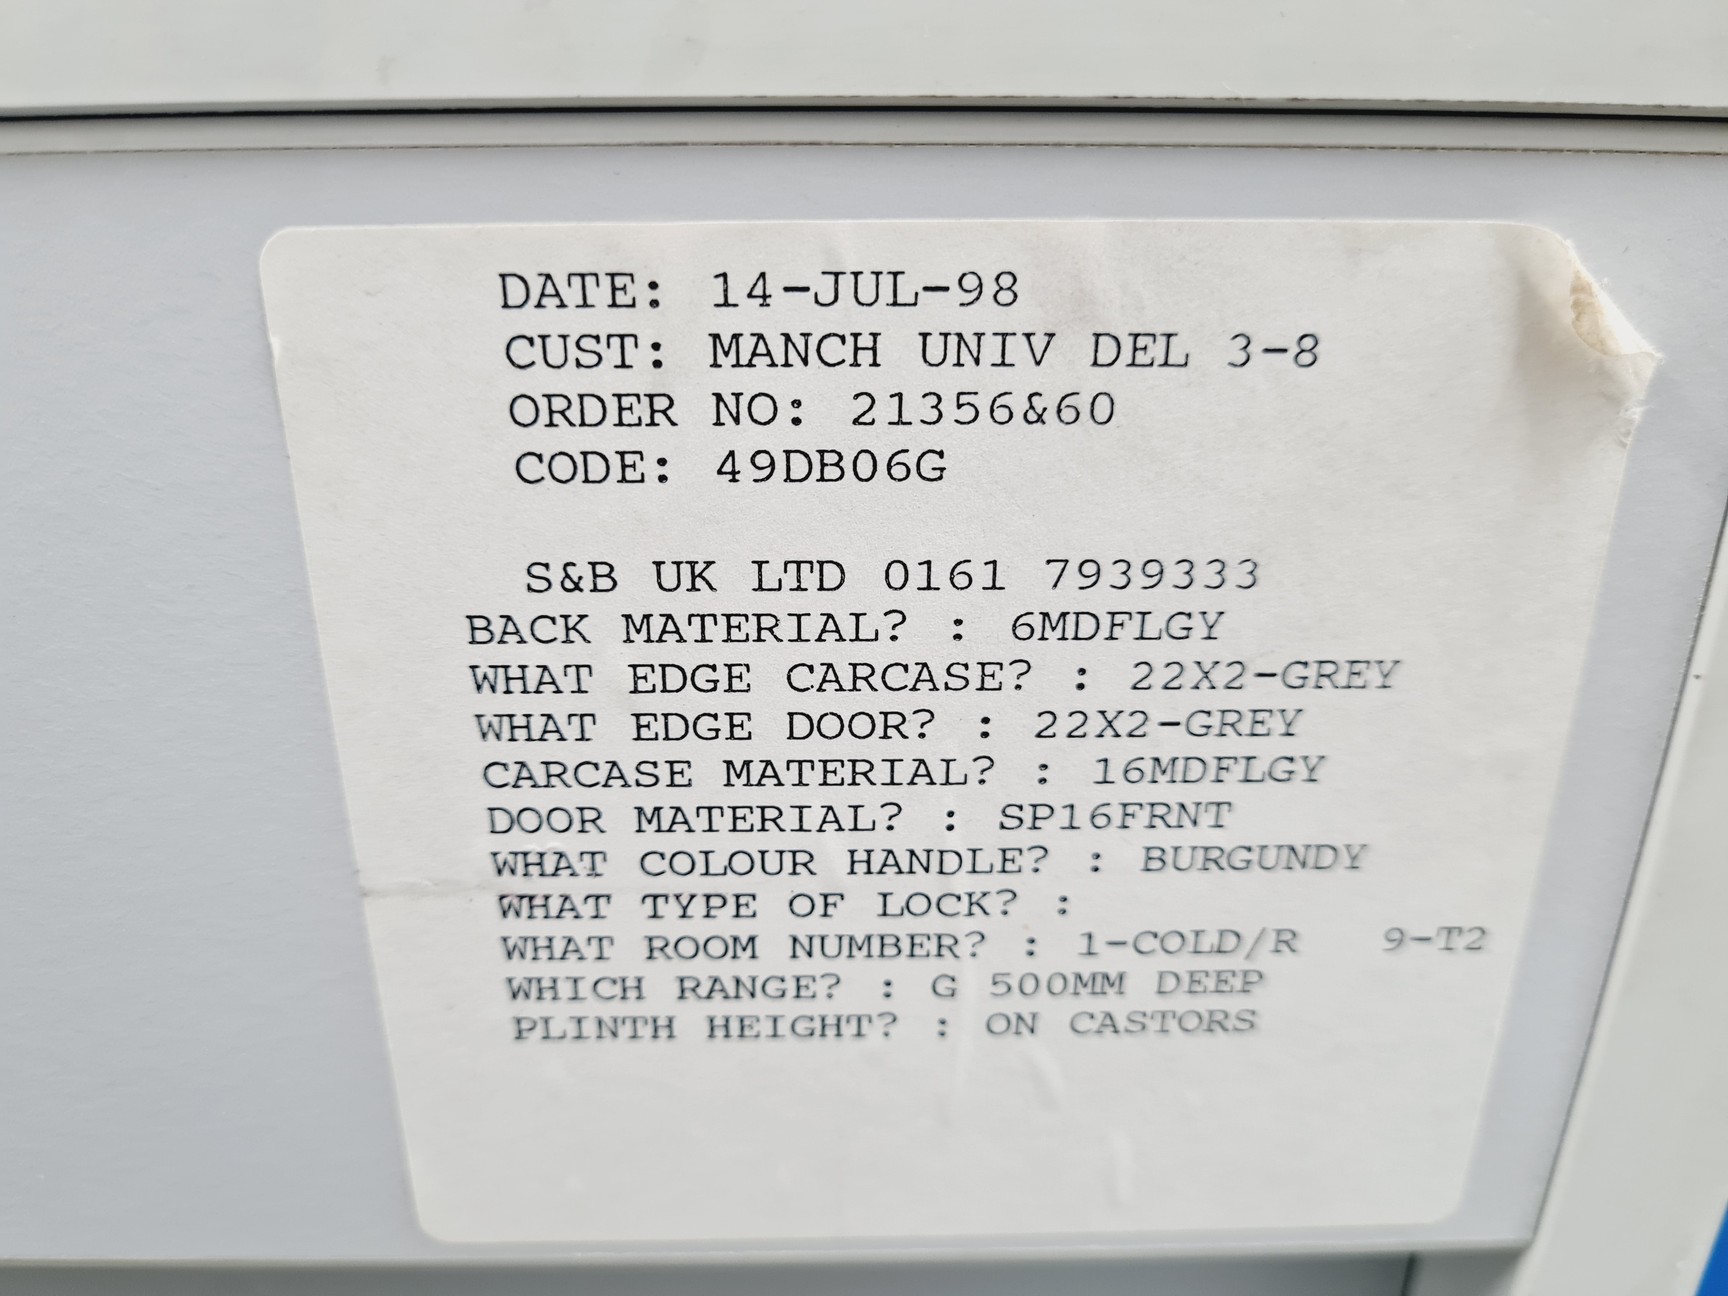 DATE: 14-JUL-98
CUST: MANCH UNIV DEL 3-8
ORDER NO: 21356&60
CODE: 49DB06G
S&B UK LTD 0161 7939333
BACK MATERIAL? : 6MDFLGY
WHAT EDGE CARCASE? : 22X2-GREY
WHAT EDGE DOOR? : 22X2-GREY
CARCASE MATERIAL? : 16MDFLGY
DOOR MATERIAL? : SP16FRNT
WHAT COLOUR HANDLE? : BURGUNDY
WHAT TYPE OF LOCK? :
WHAT ROOM NUMBER? : 1-COLD/R 9-T2
WHICH RANGE? : G 500MM DEEP
PLINTH HEIGHT? : ON CASTORS